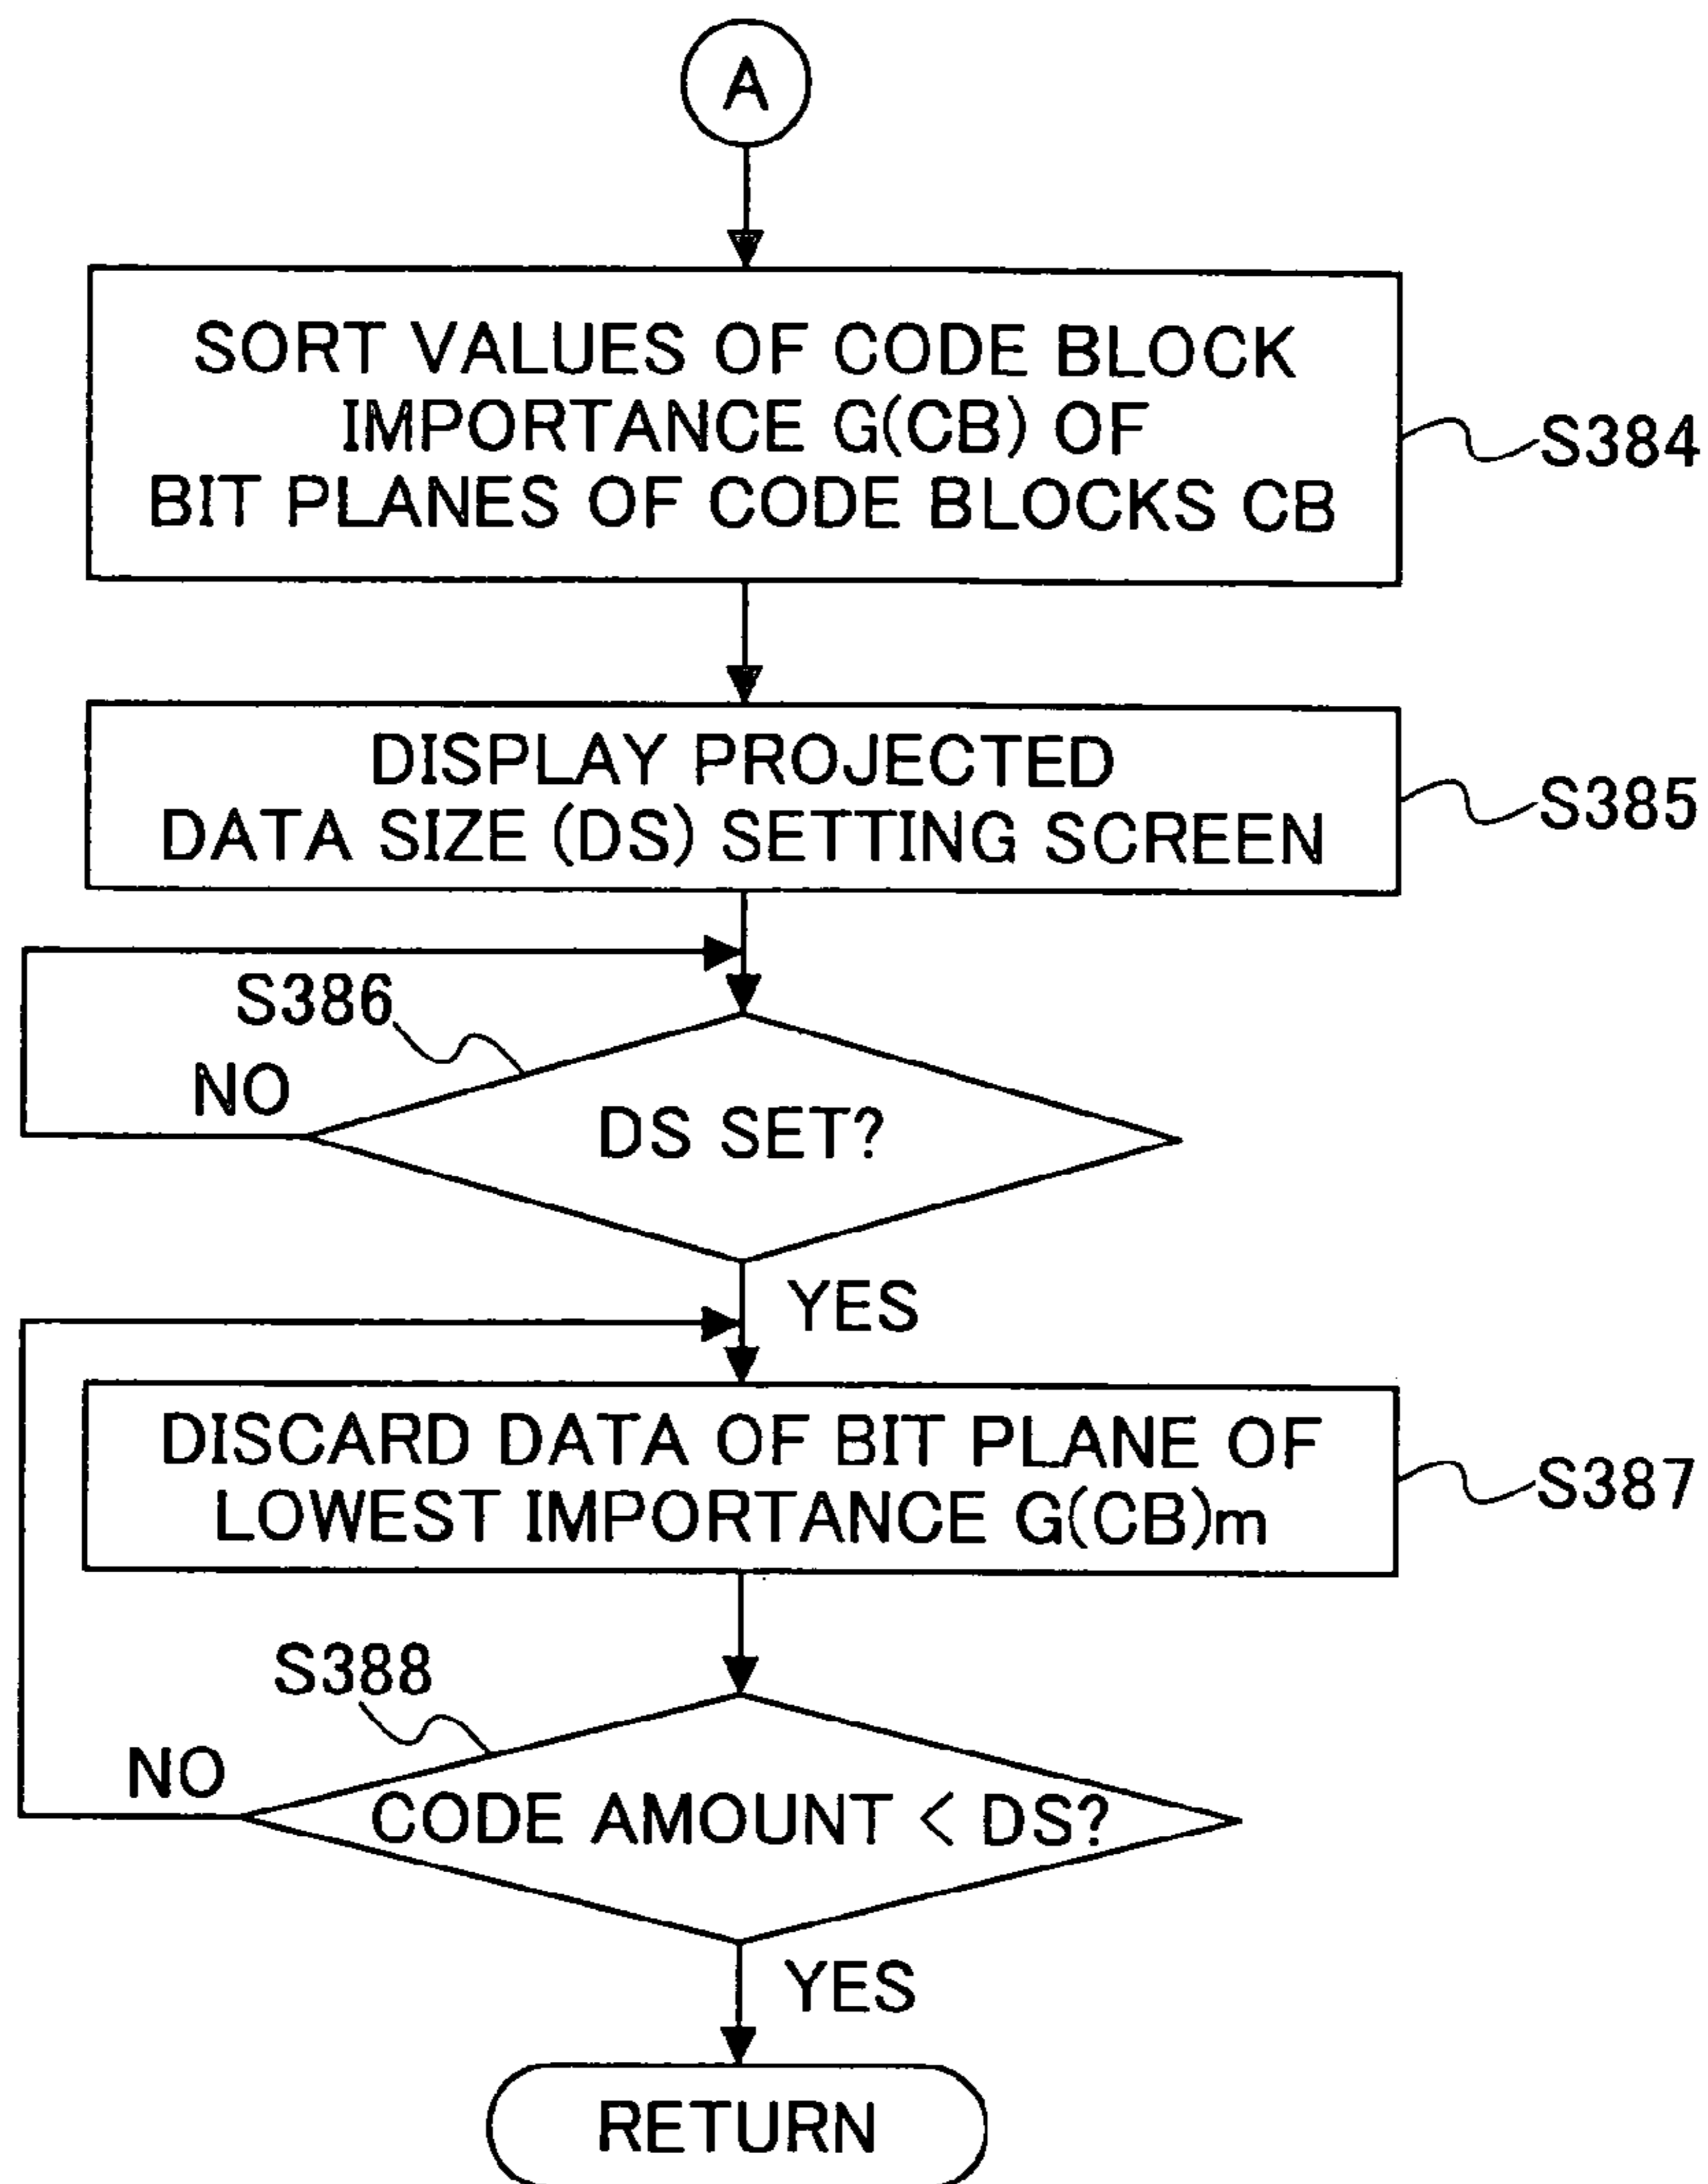 A
SORT VALUES OF CODE BLOCK
IMPORTANCE G(CB) OF
BIT PLANES OF CODE BLOCKS CB
S384
DISPLAY PROJECTED
DATA SIZE (DS) SETTING SCREEN
S385
S386
NO
DS SET?
YES
DISCARD DATA OF BIT PLANE OF
LOWEST IMPORTANCE G(CB)m
S387
S388
NO
CODE AMOUNT < DS?
YES
RETURN